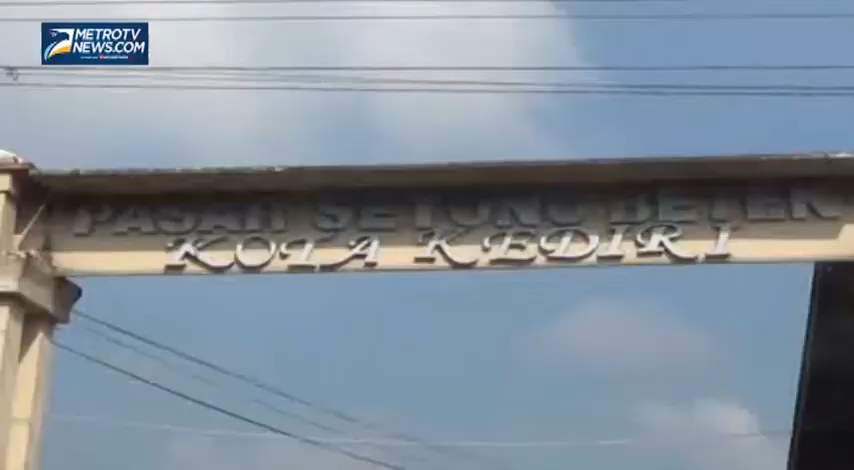 METROTV
NEWS.COM
PASAR SETONO BETEK
KOTA KEDIRI